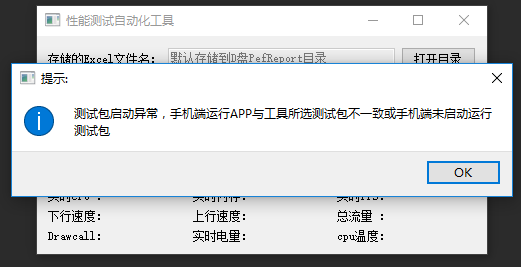 性能测试自动化工具
存储的Excel文件名: 默认存储到D盘PefReport目录 打开目录
提示:
测试包启动异常，手机端运行APP与工具所选测试包不一致或手机端未启动运行
测试包
OK
下行速度: 上行速度: 总流量 :
Drawcall: 实时电量: cpu温度: